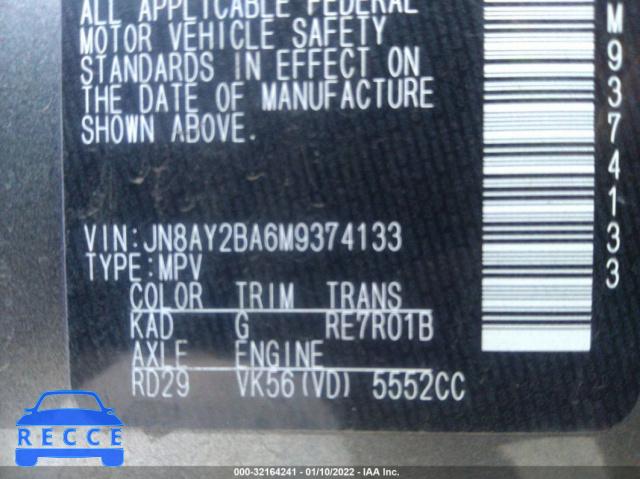 ALL APPLICABLE FEDERAL
MOTOR VEHICLE SAFETY
STANDARDS IN EFFECT ON
THE DATE OF MANUFACTURE
SHOWN ABOVE.
VIN:JN8AY2BA6M9374133
TYPE:MPV
COLOR TRIM TRANS
KAD G RE7R01B
AXLE ENGINE
RD29 VK56(VD) 5552CC
M9374133
RECCE
000-32164241 - 01/10/2022 - IAA Inc.